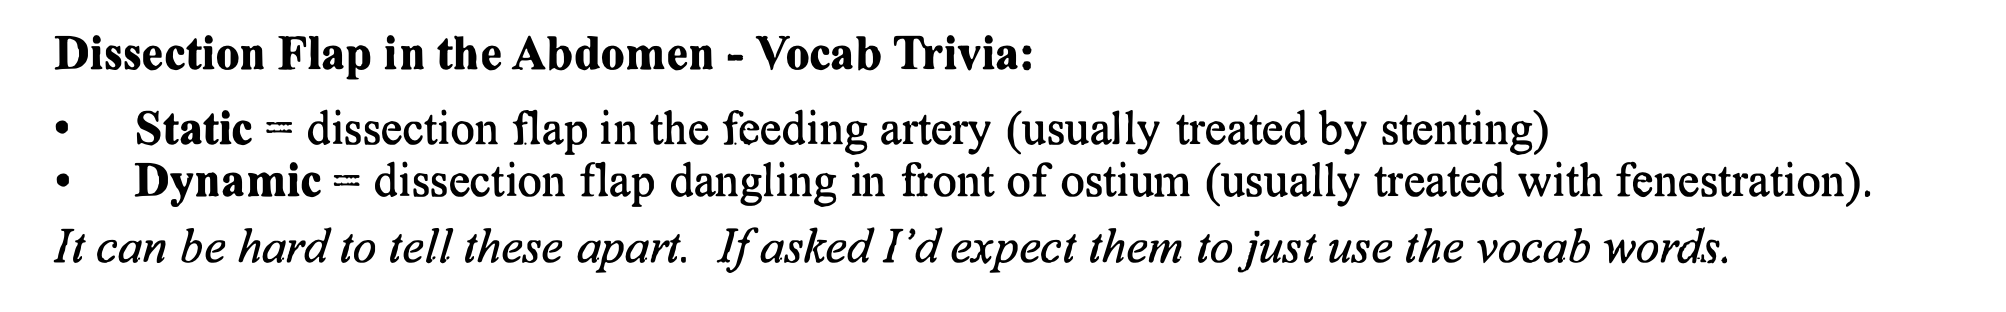 Dissection Flap in the Abdomen - Vocab Trivia:
• Static = dissection flap in the feeding artery (usually treated by stenting)
• Dynamic = dissection flap dangling in front of ostium (usually treated with fenestration).
It can be hard to tell these apart. If asked I'd expect them to just use the vocab words.